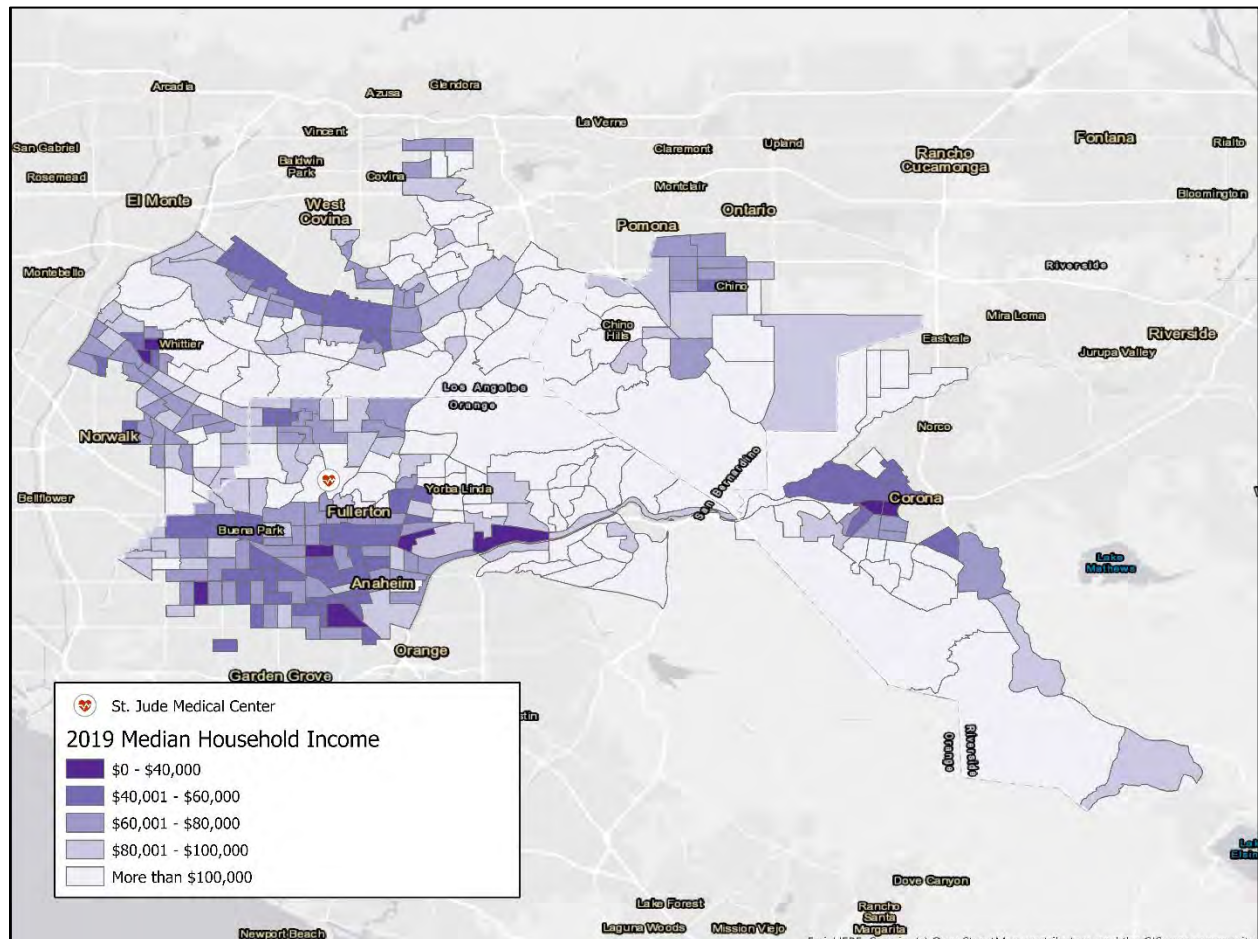 Glendora
Arcadia
Azusa
La Verne
Vincent
Fontana
Upland
Rialto
San Gabriel
Claremont
Rancho
Cucamonga
Baldwin
Park
Covina
Rosemead
Montclair
El Monte
West
Covina
Bloomington
Ontario
Pomona
Montebello
Riverside
Chino
Mira Loma
Chino
Hills
Riverside
Eastvale
Whittier
Jurupa Valley
Los Angeles
Orange
Norco
Norwalk
San Bernardino
Yorba Linda
Bellflower
Corona
Fullerton
Buena Park
Lake
Mathews
Anaheim
Orange
Garden Grove
St. Jude Medical Center
2019 Median Household Income
$0 - $40,000
$40,001 - $60,000
$60,001 - $80,000
$80,001 - $100,000
More than $100,000
Orange
Riverside
Dove Canyon
Lake Forest
Rancho
Santa
Margarita
Laguna Woods
Mission Viejo
Newport Beach